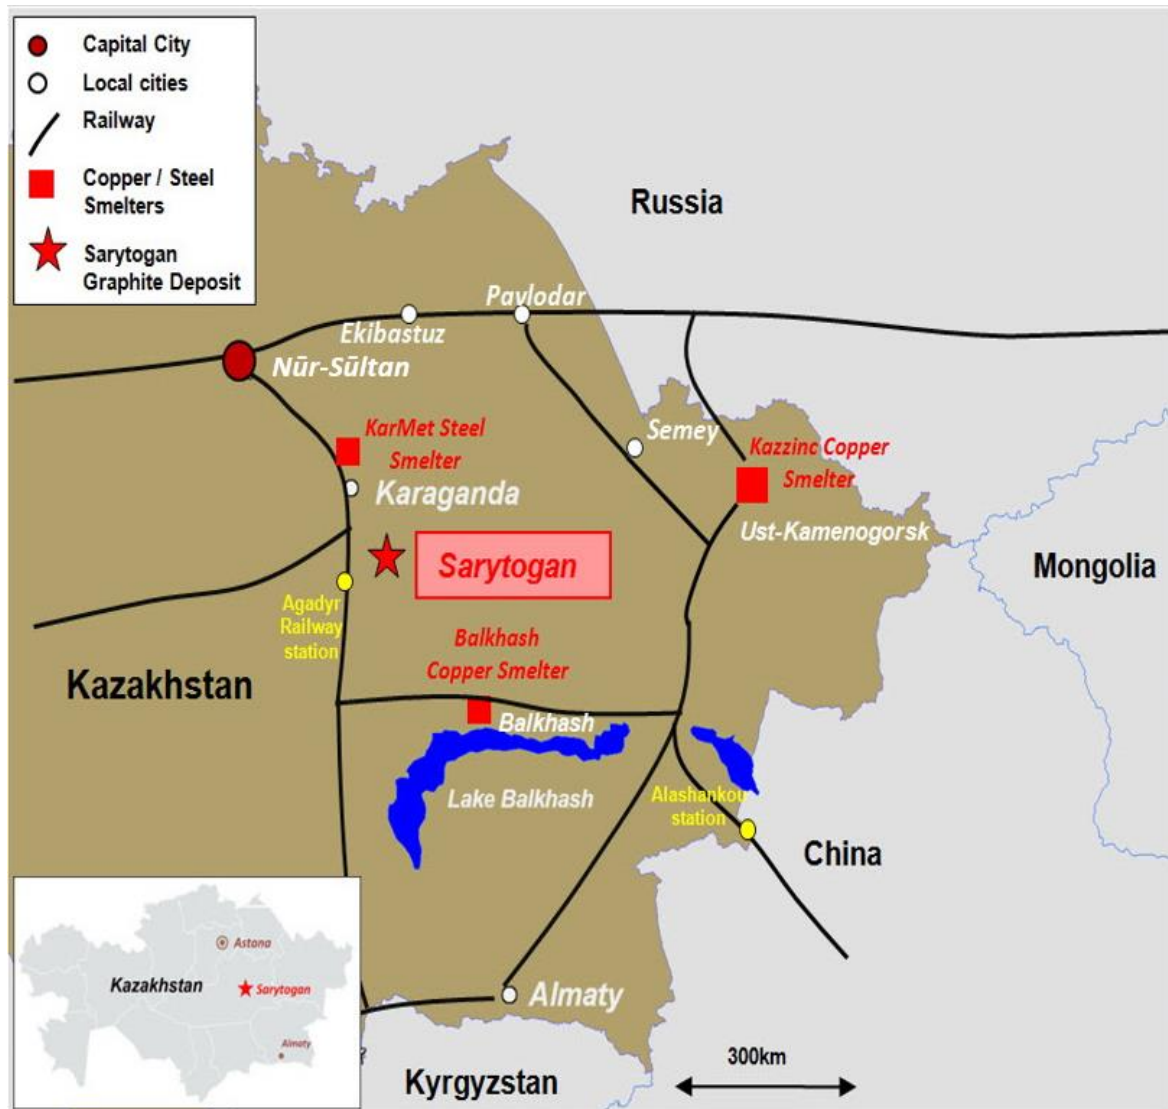 Capital City
Local cities
Railway
Copper / Steel
Smelters
Sarytogan
Graphite Deposit
Russia
Pavlodar
Ekibastuz
Nūr-Sūltan
KarMet Steel
Smelter
Semey
Kazzinc Copper
Smelter
Karaganda
Ust-Kamenogorsk
Sarytogan
Mongolia
Agadyr
Railway
station
Balkhash
Copper Smelter
Kazakhstan
Balkhash
Lake Balkhash
Alashankou
station
China
Astana
Kazakhstan
Sarytogan
Almaty
Almaty
300km
Kyrgyzstan